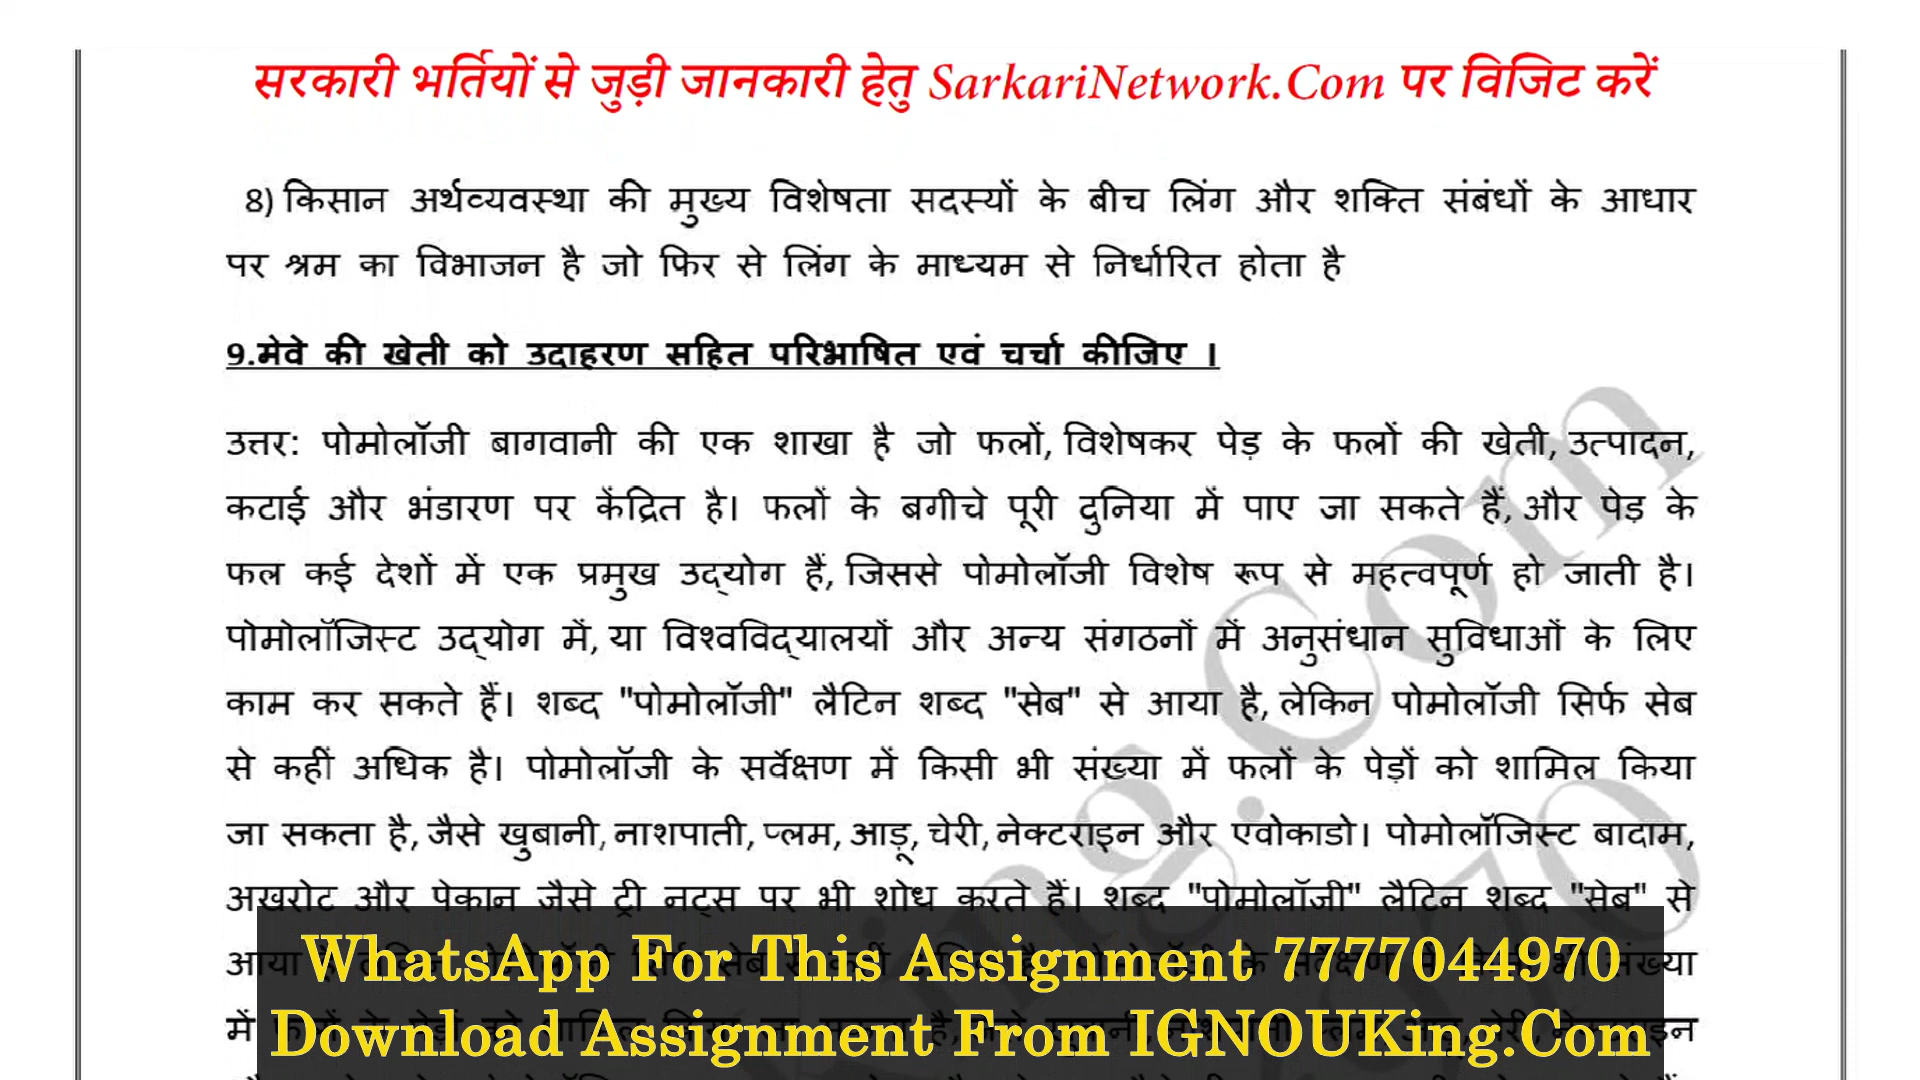 सरकारी भर्तियों से जुड़ी जानकारी हेतु SarkariNetwork.Com पर विजिट करें
8) किसान अर्थव्यवस्था की मुख्य विशेषता सदस्यों के बीच लिंग और शक्ति संबंधों के आधार
पर श्रम का विभाजन है जो फिर से लिंग के माध्यम से निर्धारित होता है
9.मेवे की खेती को उदाहरण सहित परिभाषित एवं चर्चा कीजिए ।
उत्तर: पोमोलॉजी बागवानी की एक शाखा है जो फलों, विशेषकर पेड़ के फलों की खेती, उत्पादन,
कटाई और भंडारण पर केंद्रित है। फलों के बगीचे पूरी दुनिया में पाए जा सकते हैं, और पेड़ के
फल कई देशों में एक प्रमुख उद्योग हैं, जिससे पोमोलॉजी विशेष रूप से महत्वपूर्ण हो जाती है।
पोमोलॉजिस्ट उद्योग में, या विश्वविद्यालयों और अन्य संगठनों में अनुसंधान सुविधाओं के लिए
काम कर सकते हैं। शब्द "पोमोलॉजी" लैटिन शब्द "सेब" से आया है, लेकिन पोमोलॉजी सिर्फ सेब
से कहीं अधिक है। पोमोलॉजी के सर्वेक्षण में किसी भी संख्या में फलों के पेड़ों को शामिल किया
जा सकता है, जैसे खुबानी, नाशपाती, प्लम, आड़ू, चेरी, नेक्टराइन और एवोकाडो। पोमोलॉजिस्ट बादाम,
अखरोट और पेकान जैसे ट्री नट्स पर भी शोध करते हैं। शब्द "पोमोलॉजी" लैटिन शब्द "सेब" से
आया संख्या
WhatsApp For This Assignment 7777044970
में
Download Assignment From IGNOUKing.Com